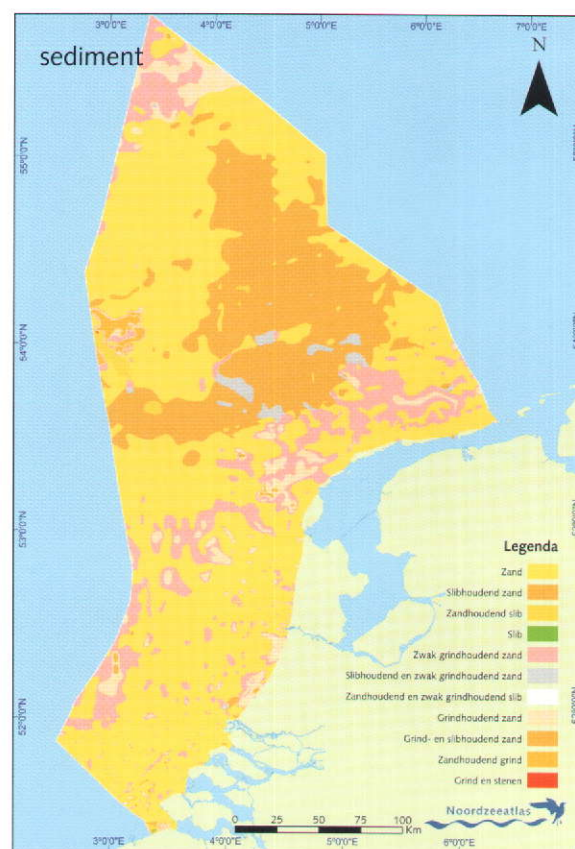 3°0'0"E 4°0'0"E 5°0'0"E 6°0'0"E 7°0'0"E
sediment
N
55°0'0"N
54°0'0"N
53°0'0"N
52°0'0"N
Legenda
Zand
Slibhoudend zand
Zandhoudend slib
Slib
Zwak grindhoudend zand
Slibhoudend en zwak grindhoudend zand
Zandhoudend en zwak grindhoudend slib
Grindhoudend zand
Grind- en slibhoudend zand
Zandhoudend grind
Grind en stenen
Noordzeeatlas
0 25 50 75 100
Km
3°0'0"E 4°0'0"E 5°0'0"E 6°0'0"E